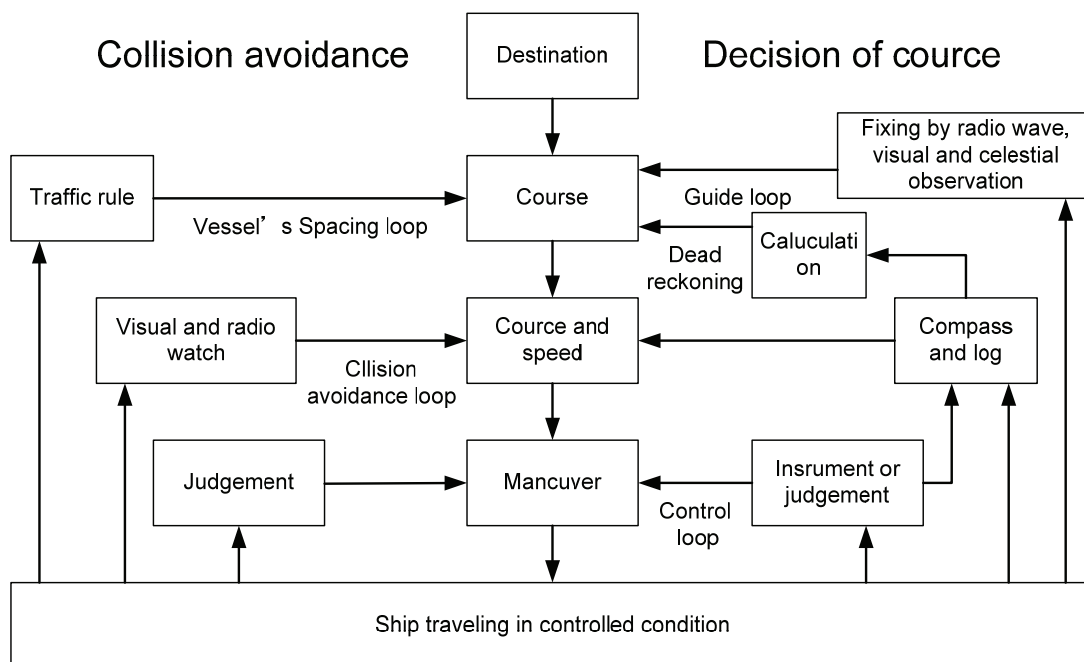 Collision avoidance
Destination
Decision of cource
Fixing by radio wave,
visual and celestial
observation
Traffic rule
Course
Vessel’s Spacing loop
Guide loop
Caluculati
on
Dead
reckoning
Visual and radio
watch
Cource and
speed
Compass
and log
Cllision
avoidance loop
Judgement
Mancuver
Insrument or
judgement
Control
loop
Ship traveling in controlled condition